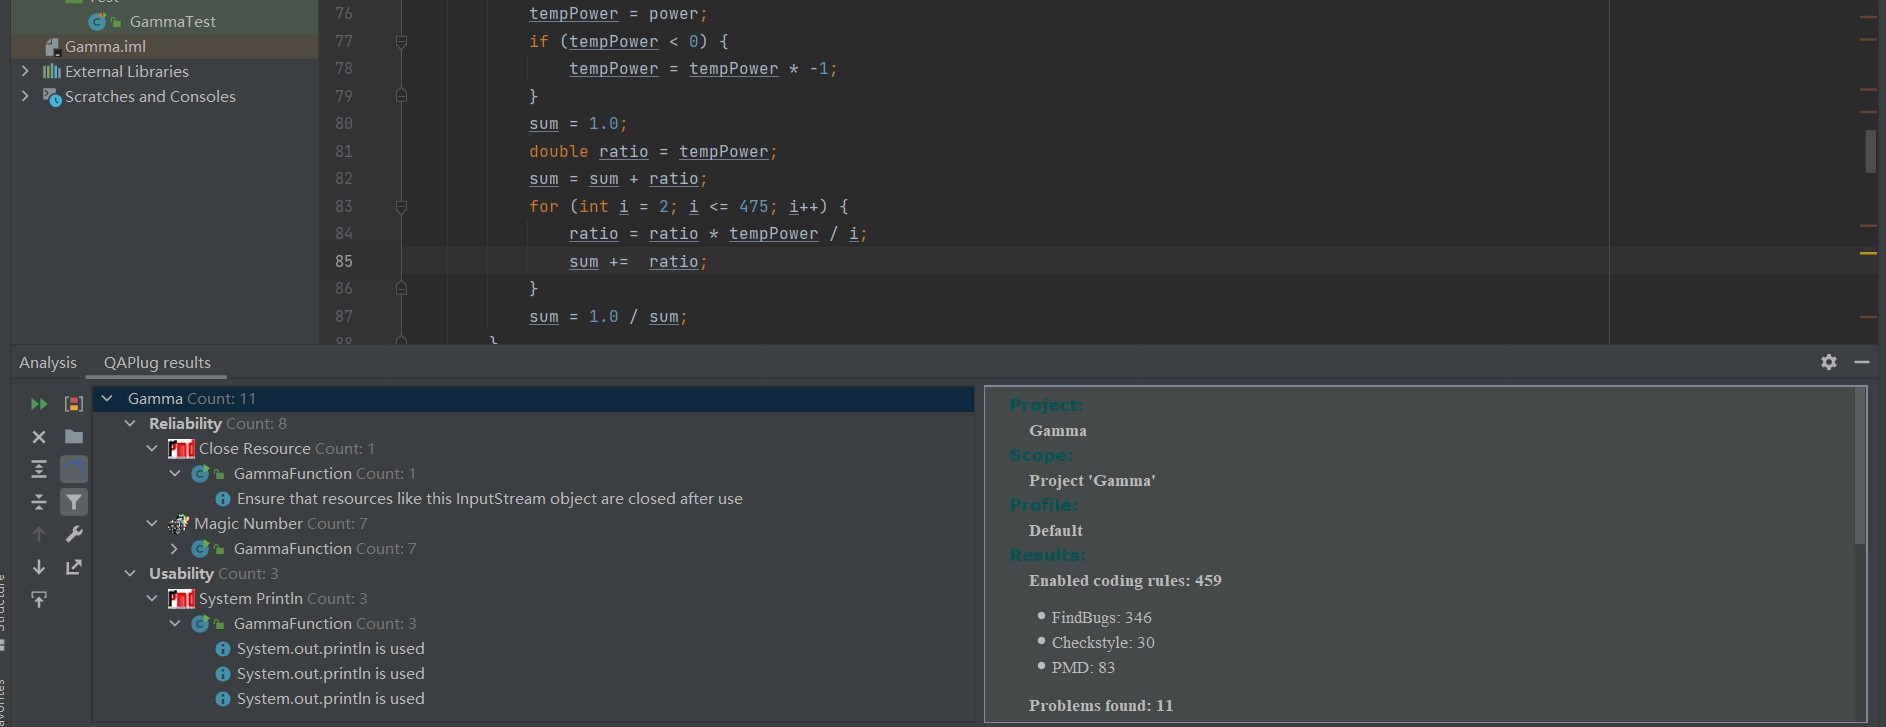 Test
GammaTest
Gamma.iml
External Libraries
Scratches and Consoles
76 tempPower = power;
77 if (tempPower < 0) {
78 tempPower = tempPower * -1;
79 }
80 sum = 1.0;
81 double ratio = tempPower;
82 sum = sum + ratio;
83 for (int i = 2; i <= 475; i++) {
84 ratio = ratio * tempPower / i;
85 sum += ratio;
86 }
87 sum = 1.0 / sum;
88 }
Analysis QAPlug results
Gamma Count: 11
Reliability Count: 8
Close Resource Count: 1
GammaFunction Count: 1
Ensure that resources like this InputStream object are closed after use
Magic Number Count: 7
GammaFunction Count: 7
Usability Count: 3
System Println Count: 3
GammaFunction Count: 3
System.out.println is used
System.out.println is used
System.out.println is used
Project:
Gamma
Scope:
Project 'Gamma'
Profile:
Default
Results:
Enabled coding rules: 459
FindBugs: 346
Checkstyle: 30
PMD: 83
Problems found: 11
Structure